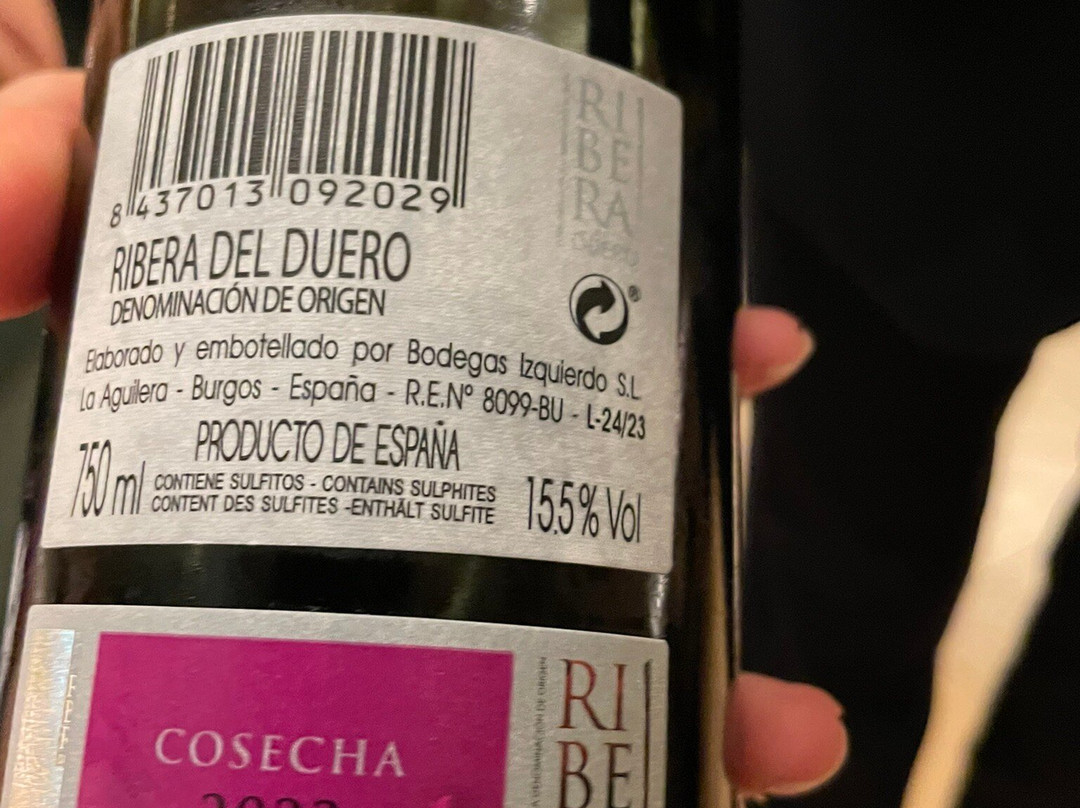 8 437013 092029
RIBERA DEL DUERO
DENOMINACIÓN DE ORIGEN
Elaborado y embotellado por Bodegas Izquierdo S.L.
La Aguilera - Burgos - España - R.E.Nº 8099-BU - L-24/23
PRODUCTO DE ESPAÑA
750 ml
CONTIENE SULFITOS - CONTAINS SULPHITES
CONTENT DES SULFITES -ENTHĂLT SULFITE
15.5% Vol
RI
BE
RA
®
COSECHA
RI
BE